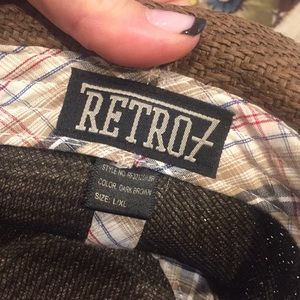 RETRO7
STYLE NO.
COLOR: DARK BROWN
SIZE: L/XL